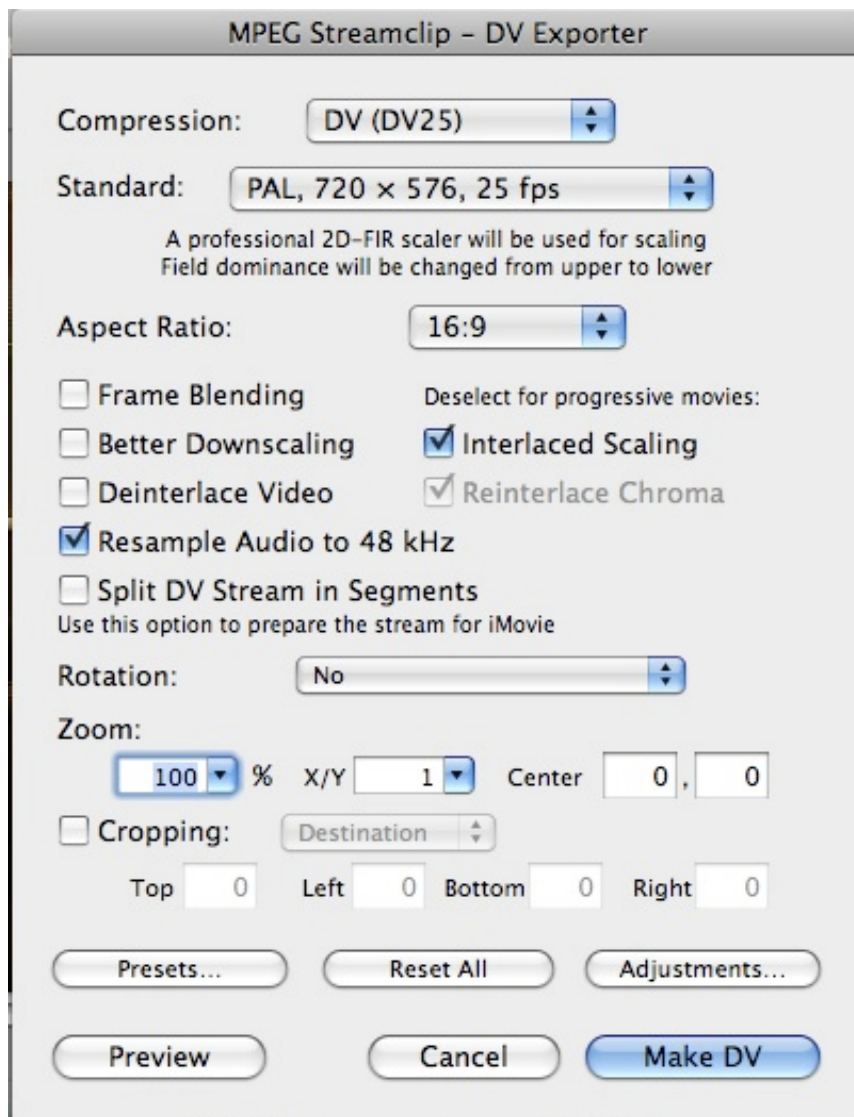 MPEG Streamclip - DV Exporter
Compression: DV (DV25)
Standard: PAL, 720 × 576, 25 fps
A professional 2D-FIR scaler will be used for scaling
Field dominance will be changed from upper to lower
Aspect Ratio: 16:9
Frame Blending Deselect for progressive movies:
Better Downscaling Interlaced Scaling
Deinterlace Video Reinterlace Chroma
Resample Audio to 48 kHz
Split DV Stream in Segments
Use this option to prepare the stream for iMovie
Rotation: No
Zoom:
100 % X/Y 1 Center 0 , 0
Cropping: Destination
Top 0 Left 0 Bottom 0 Right 0
Presets... Reset All Adjustments...
Preview Cancel Make DV